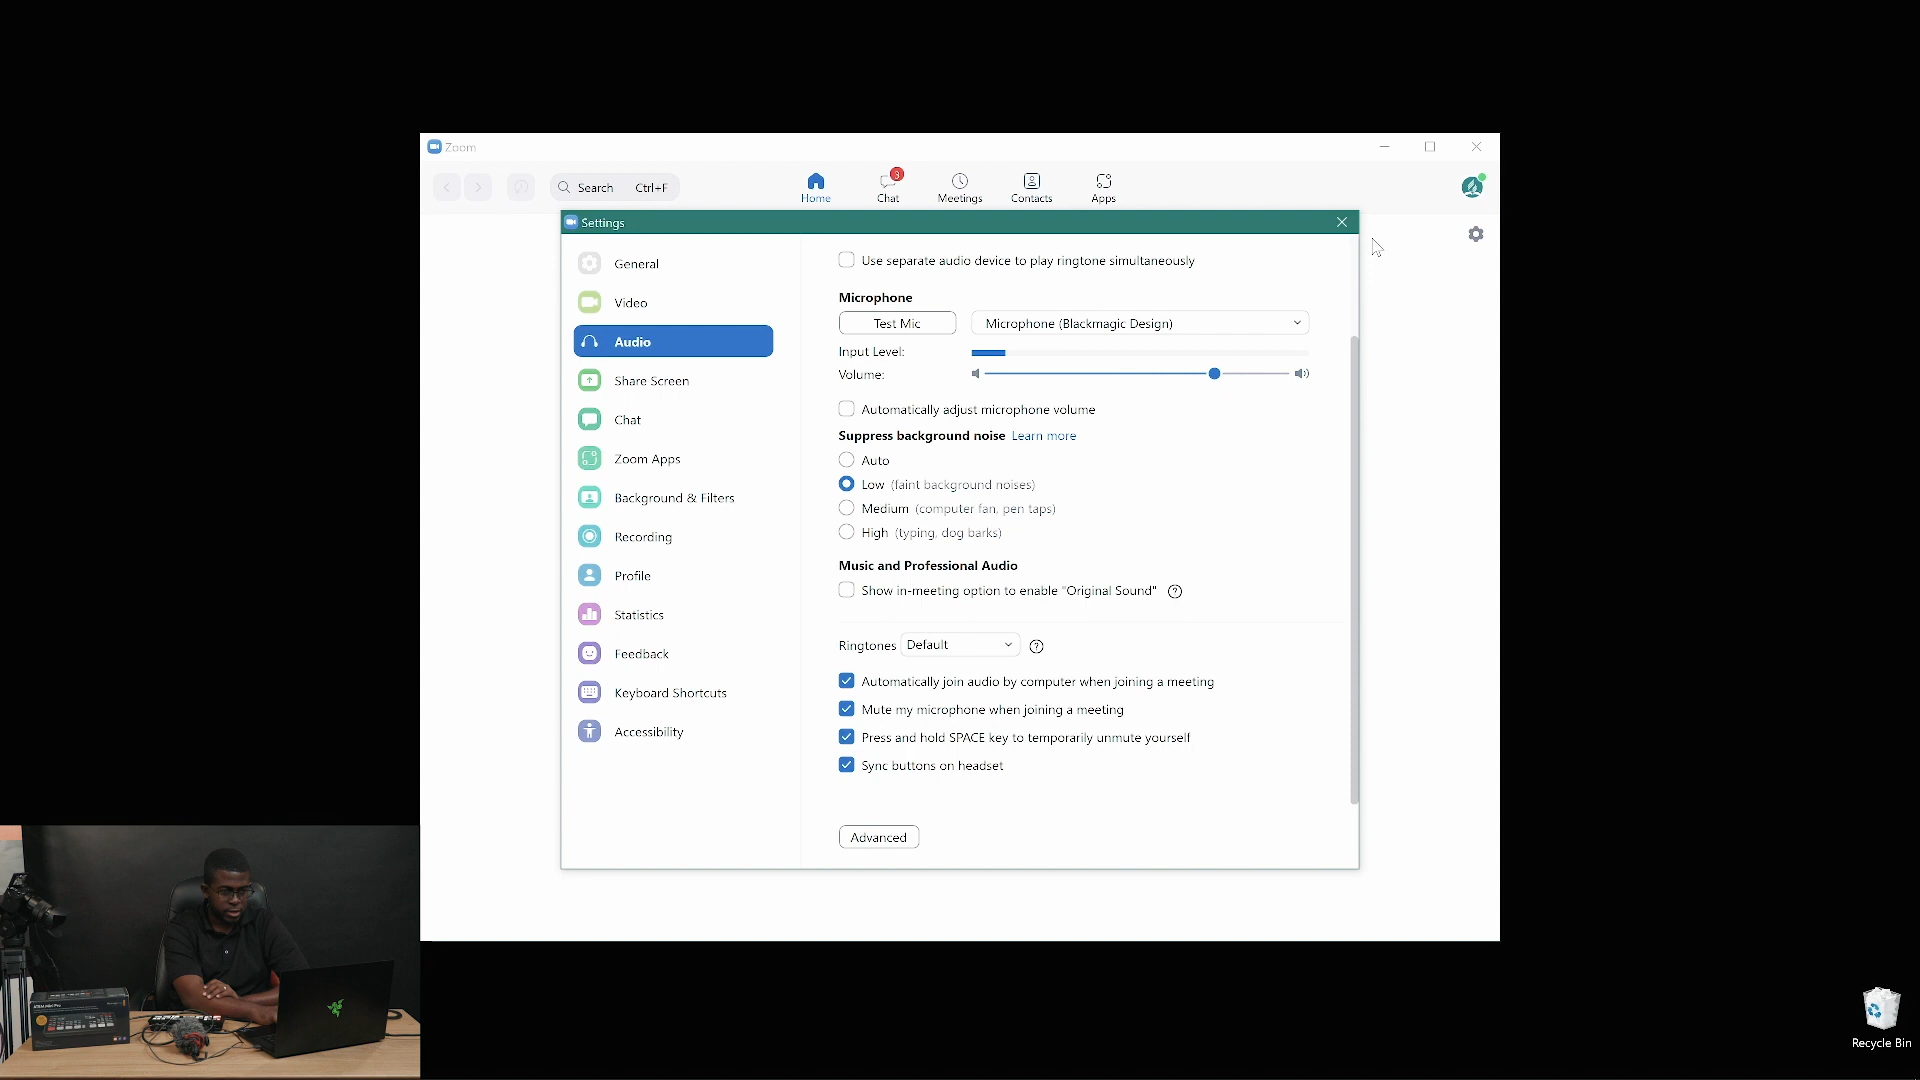 Zoom
Search Ctrl+F
Home
3
Chat
Meetings
Contacts
Apps
Settings
General
Video
Audio
Share Screen
Chat
Zoom Apps
Background & Filters
Recording
Profile
Statistics
Feedback
Keyboard Shortcuts
Accessibility
Use separate audio device to play ringtone simultaneously
Microphone
Test Mic
Microphone (Blackmagic Design)
Input Level:
Volume:
Automatically adjust microphone volume
Suppress background noise Learn more
Auto
Low (faint background noises)
Medium (computer fan, pen taps)
High (typing, dog barks)
Music and Professional Audio
Show in-meeting option to enable "Original Sound" ?
Ringtones Default ?
Automatically join audio by computer when joining a meeting
Mute my microphone when joining a meeting
Press and hold SPACE key to temporarily unmute yourself
Sync buttons on headset
Advanced
ATEM Mini Pro
Recycle Bin